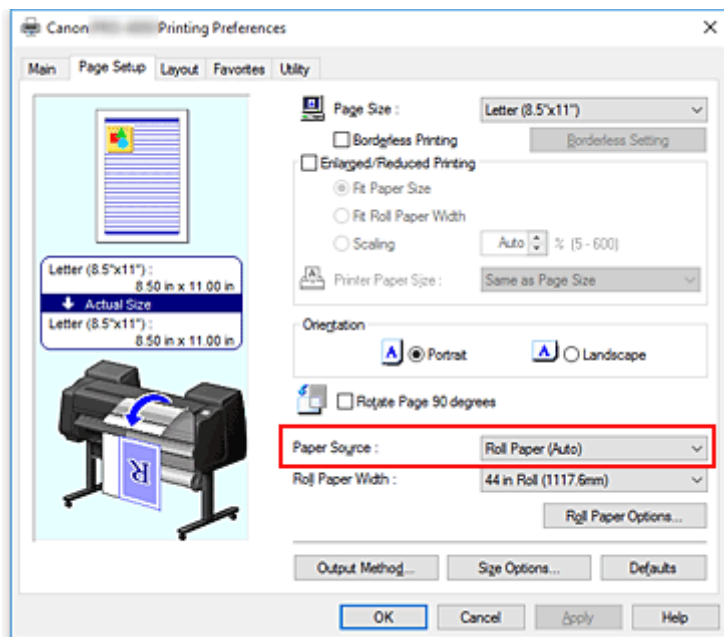 Canon Printing Preferences
Main Page Setup Layout Favorites Utility
Page Size : Letter (8.5"x11")
Borderless Printing Borderless Setting
Enlarged/Reduced Printing
Fit Paper Size
Fit Roll Paper Width
Scaling Auto % (5 - 600)
Printer Paper Size : Same as Page Size
Letter (8.5"x11") :
8.50 in x 11.00 in
Actual Size
Letter (8.5"x11") :
8.50 in x 11.00 in
Orientation
A Portrait A Landscape
Rotate Page 90 degrees
Paper Source : Roll Paper (Auto)
Roll Paper Width : 44 in Roll (1117.6mm)
Roll Paper Options...
R
Output Method... Size Options... Defaults
OK Cancel Apply Help